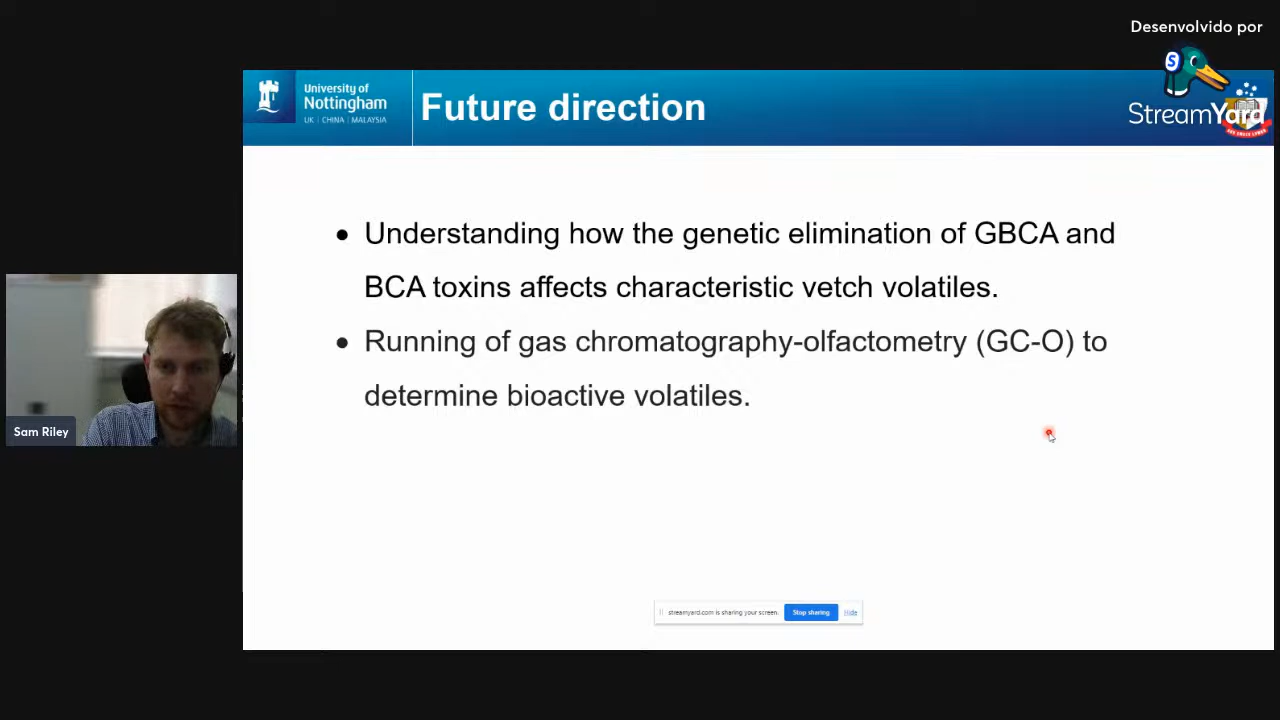 Desenvolvido por
StreamYard
University of
Nottingham
UK | CHINA | MALAYSIA
Future direction
• Understanding how the genetic elimination of GBCA and
BCA toxins affects characteristic vetch volatiles.
• Running of gas chromatography-olfactometry (GC-O) to
determine bioactive volatiles.
Sam Riley
streamyard.com is sharing your screen.
Stop sharing
Hide